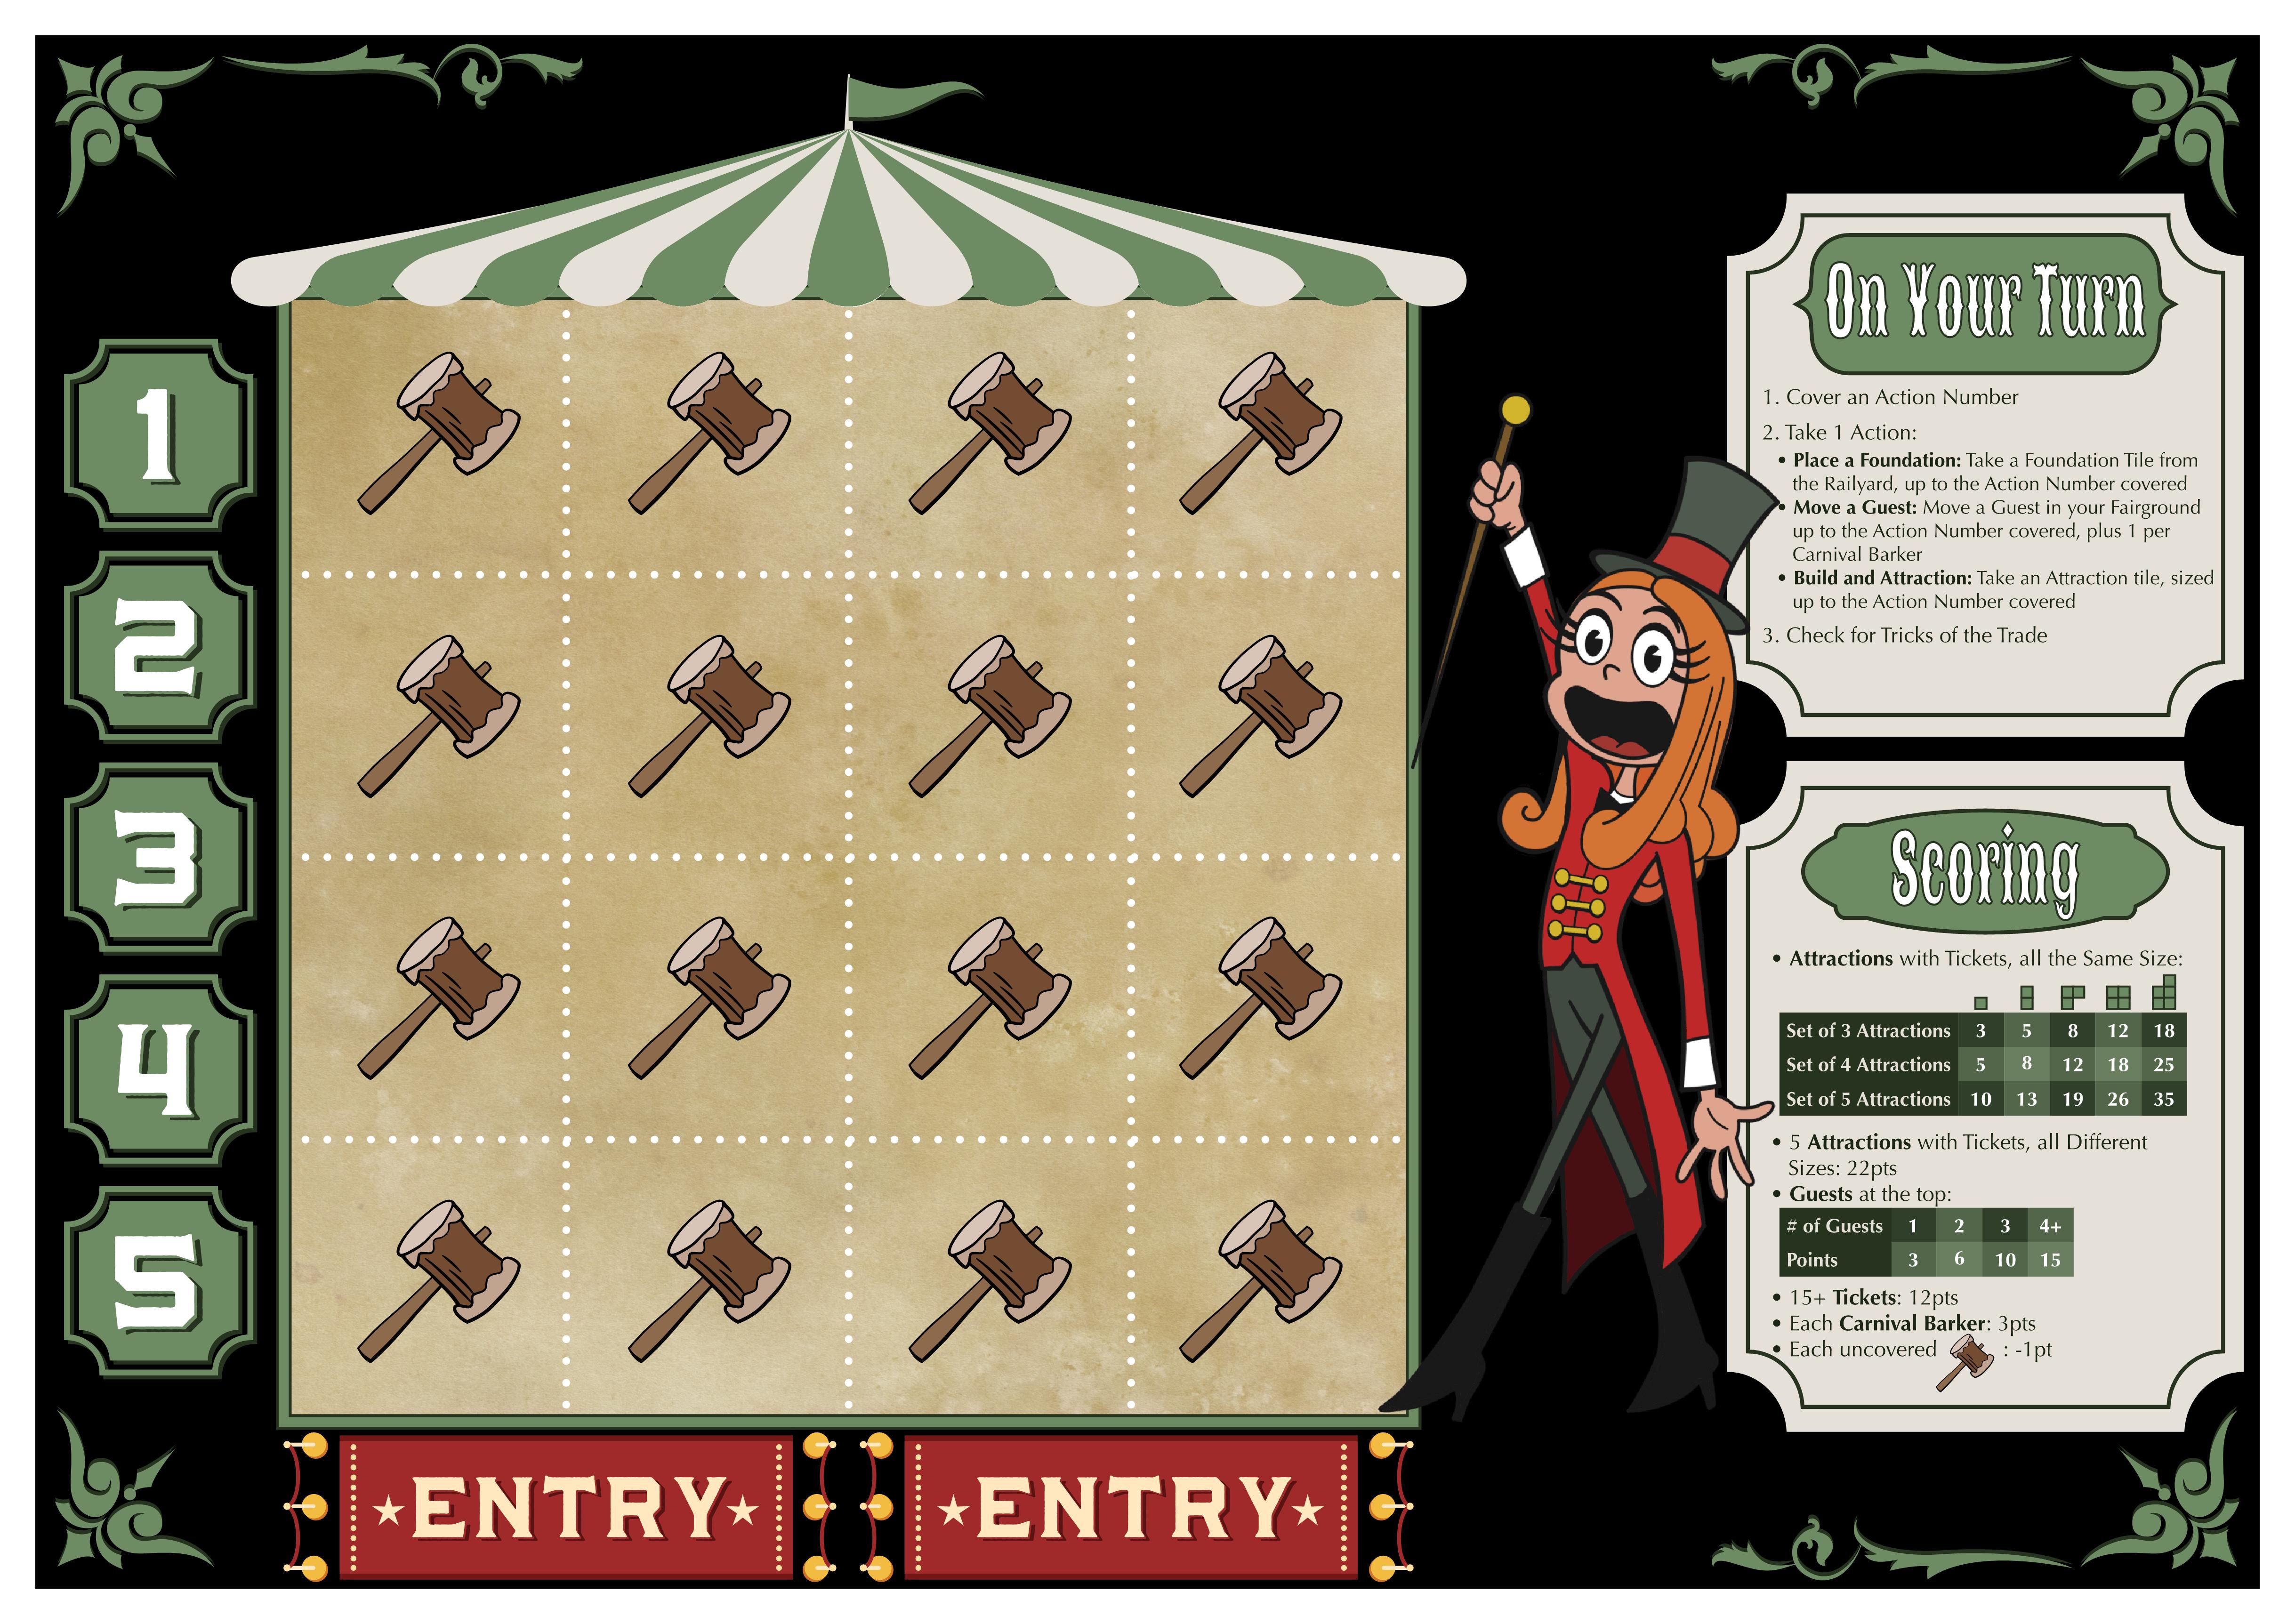 1
2
3
4
5
ENTRY
ENTRY
On Your Turn
1. Cover an Action Number
2. Take 1 Action:
• Place a Foundation: Take a Foundation Tile from
the Railyard, up to the Action Number covered
• Move a Guest: Move a Guest in your Fairground
up to the Action Number covered, plus 1 per
Carnival Barker
• Build and Attraction: Take an Attraction tile, sized
up to the Action Number covered
3. Check for Tricks of the Trade
Scoring
• Attractions with Tickets, all the Same Size:
Set of 3 Attractions 3 5 8 12 18
Set of 4 Attractions 5 8 12 18 25
Set of 5 Attractions 10 13 19 26 35
• 5 Attractions with Tickets, all Different
Sizes: 22pts
• Guests at the top:
# of Guests 1 2 3 4+
Points 3 6 10 15
• 15+ Tickets: 12pts
• Each Carnival Barker: 3pts
• Each uncovered : -1pt